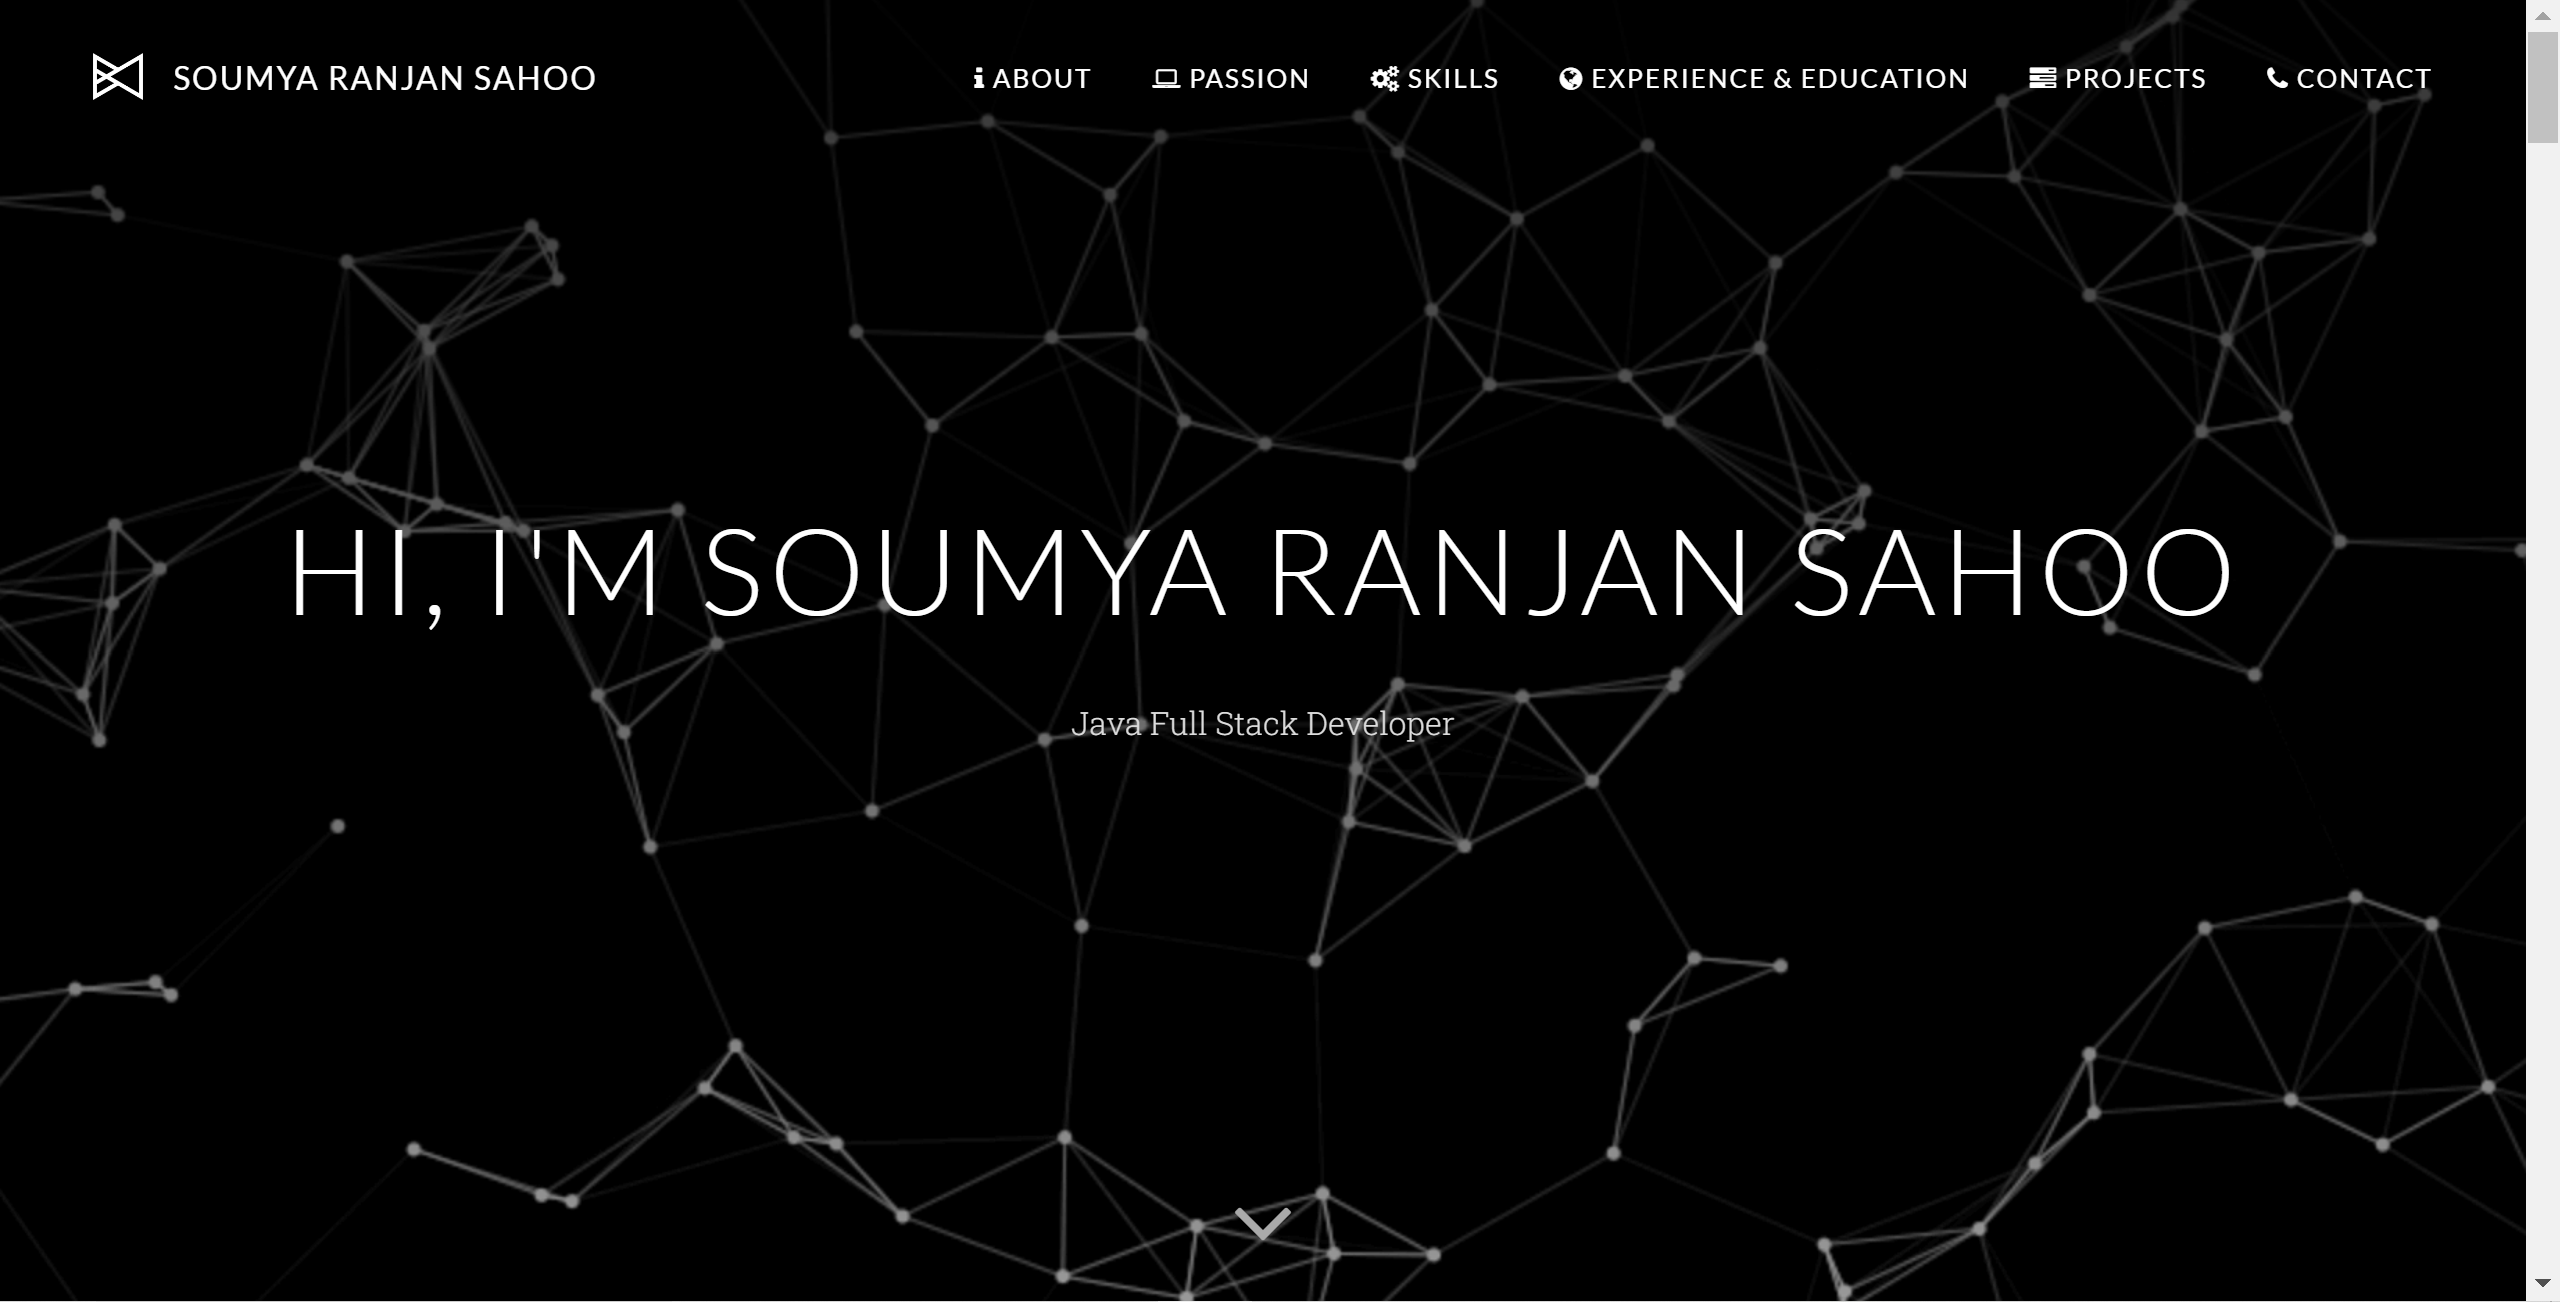 SOUMYA RANJAN SAHOO
ABOUT
PASSION
SKILLS
EXPERIENCE & EDUCATION
PROJECTS
CONTACT
HI, I'M SOUMYA RANJAN SAHOO
Java Full Stack Developer